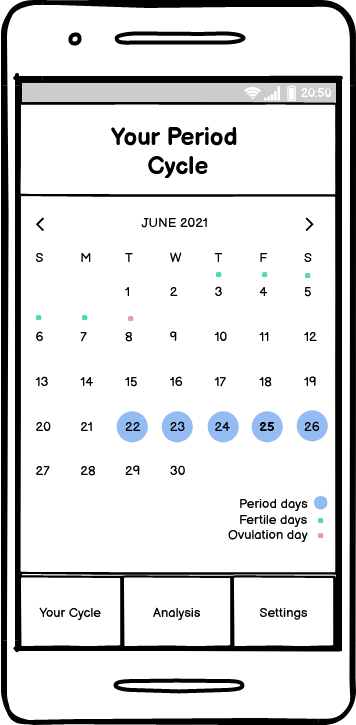 20:50
Your Period
Cycle
JUNE 2021
S M T W T F S
1 2 3 4 5
6 7 8 9 10 11 12
13 14 15 16 17 18 19
20 21 22 23 24 25 26
27 28 29 30
Period days
Fertile days
Ovulation day
Your Cycle Analysis Settings